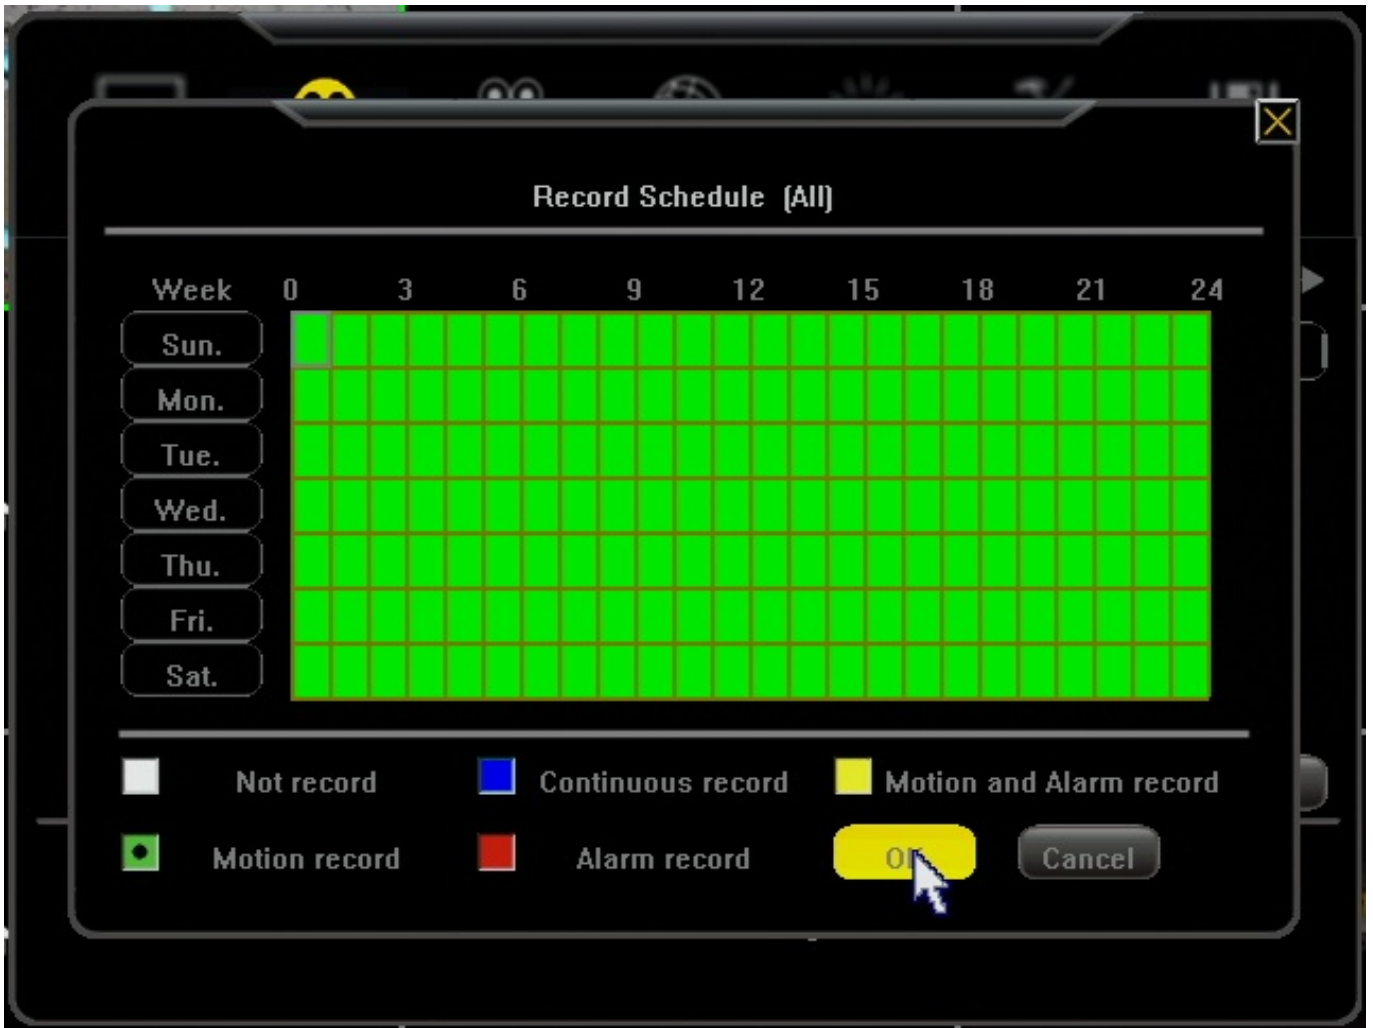 Record Schedule (All)
Week 0 3 6 9 12 15 18 21 24
Sun.
Mon.
Tue.
Wed.
Thu.
Fri.
Sat.
Not record Continuous record Motion and Alarm record
Motion record Alarm record OK Cancel